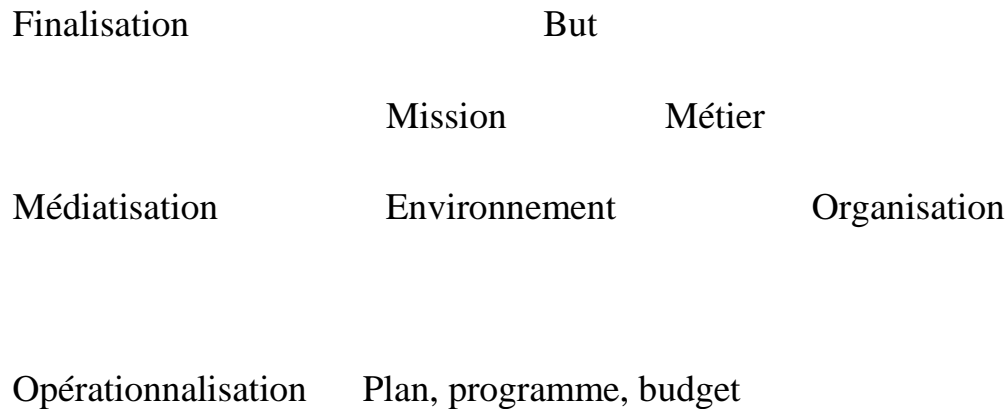 Finalisation But
Mission Métier
Médiatisation Environnement Organisation
Opérationnalisation Plan, programme, budget